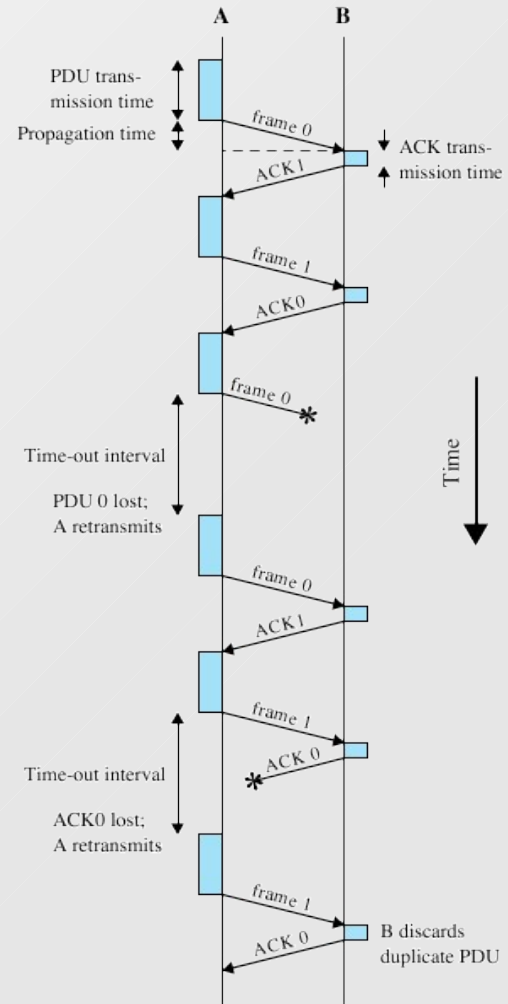 A
B
PDU trans-
mission time
Propagation time
frame 0
ACK trans-
mission time
ACK1
frame 1
ACK0
frame 0
Time-out interval
PDU 0 lost;
A retransmits
Time
frame 0
ACK1
frame 1
ACK 0
Time-out interval
ACK0 lost;
A retransmits
frame 1
ACK 0
B discards
duplicate PDU